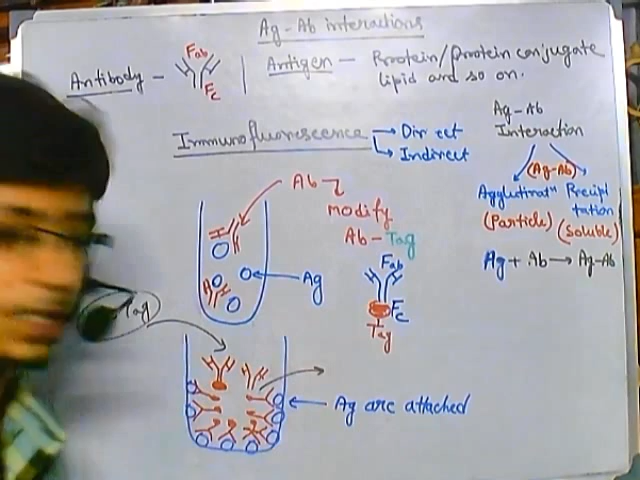 Ag-Ab interactions
Antibody -
Fab
Fc
Antigen - Protein/protein conjugate
lipid and so on.
Immunofluorescence
Direct
Indirect
Ag-Ab
Interaction
(Ag-Ab)
Agglutinatn
(Particle)
Precipi
tation
(Soluble)
Ag + Ab → Ag-Ab
Ab
modify
Ab-Tag
Ag
Fab
Fc
Tag
Tag
Ag are attached